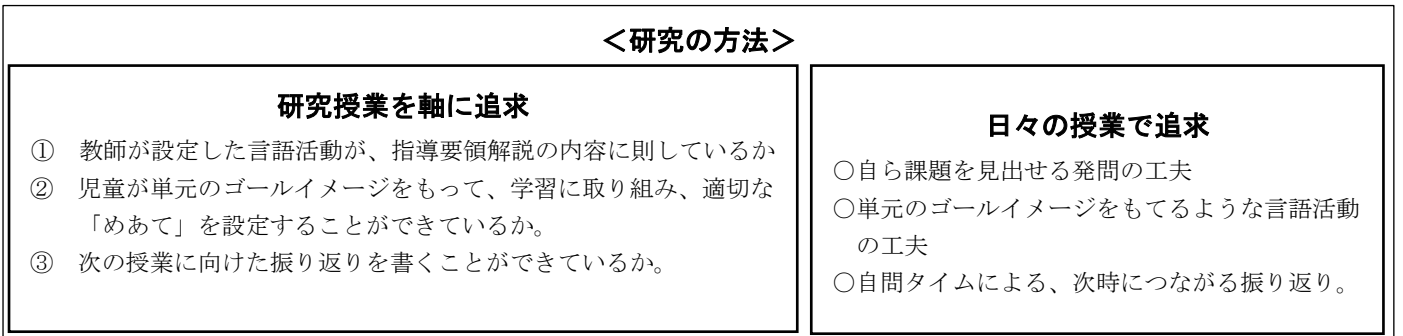 ＜研究の方法＞
研究授業を軸に追求
① 教師が設定した言語活動が、指導要領解説の内容に則しているか
② 児童が単元のゴールイメージをもって、学習に取り組み、適切な
「めあて」を設定することができているか。
③ 次の授業に向けた振り返りを書くことができているか。
日々の授業で追求
○自ら課題を見出せる発問の工夫
○単元のゴールイメージをもてるような言語活動
の工夫
○自問タイムによる、次時につながる振り返り。